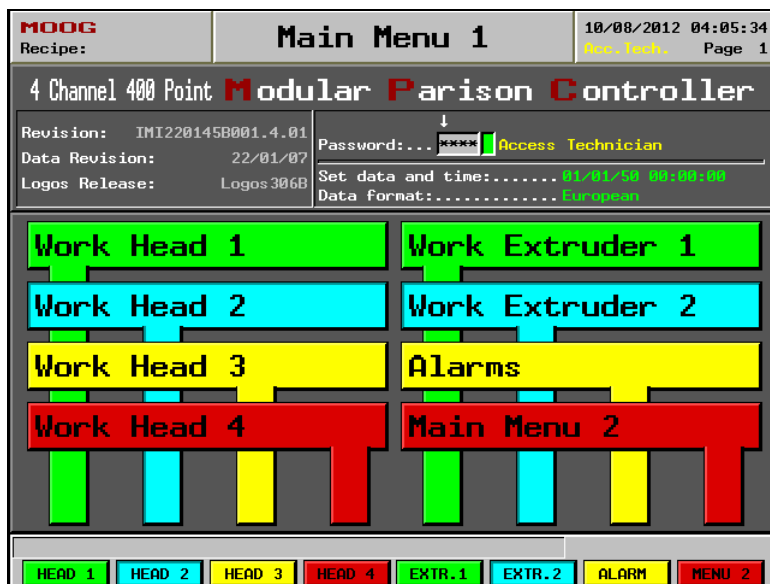 MOOG
Recipe:
Main Menu 1
10/08/2012 04:05:34
Acc.Tech. Page 1
4 Channel 400 Point Modular Parison Controller
Revision: IMI220145B001.4.01
Data Revision: 22/01/07
Logos Release: Logos306B
↓
Password:... **** Access Technician
Set data and time:.......01/01/50 00:00:00
Data format:.............European
Work Head 1
Work Extruder 1
Work Head 2
Work Extruder 2
Work Head 3
Alarms
Work Head 4
Main Menu 2
HEAD 1 HEAD 2 HEAD 3 HEAD 4 EXTR.1 EXTR.2 ALARM MENU 2